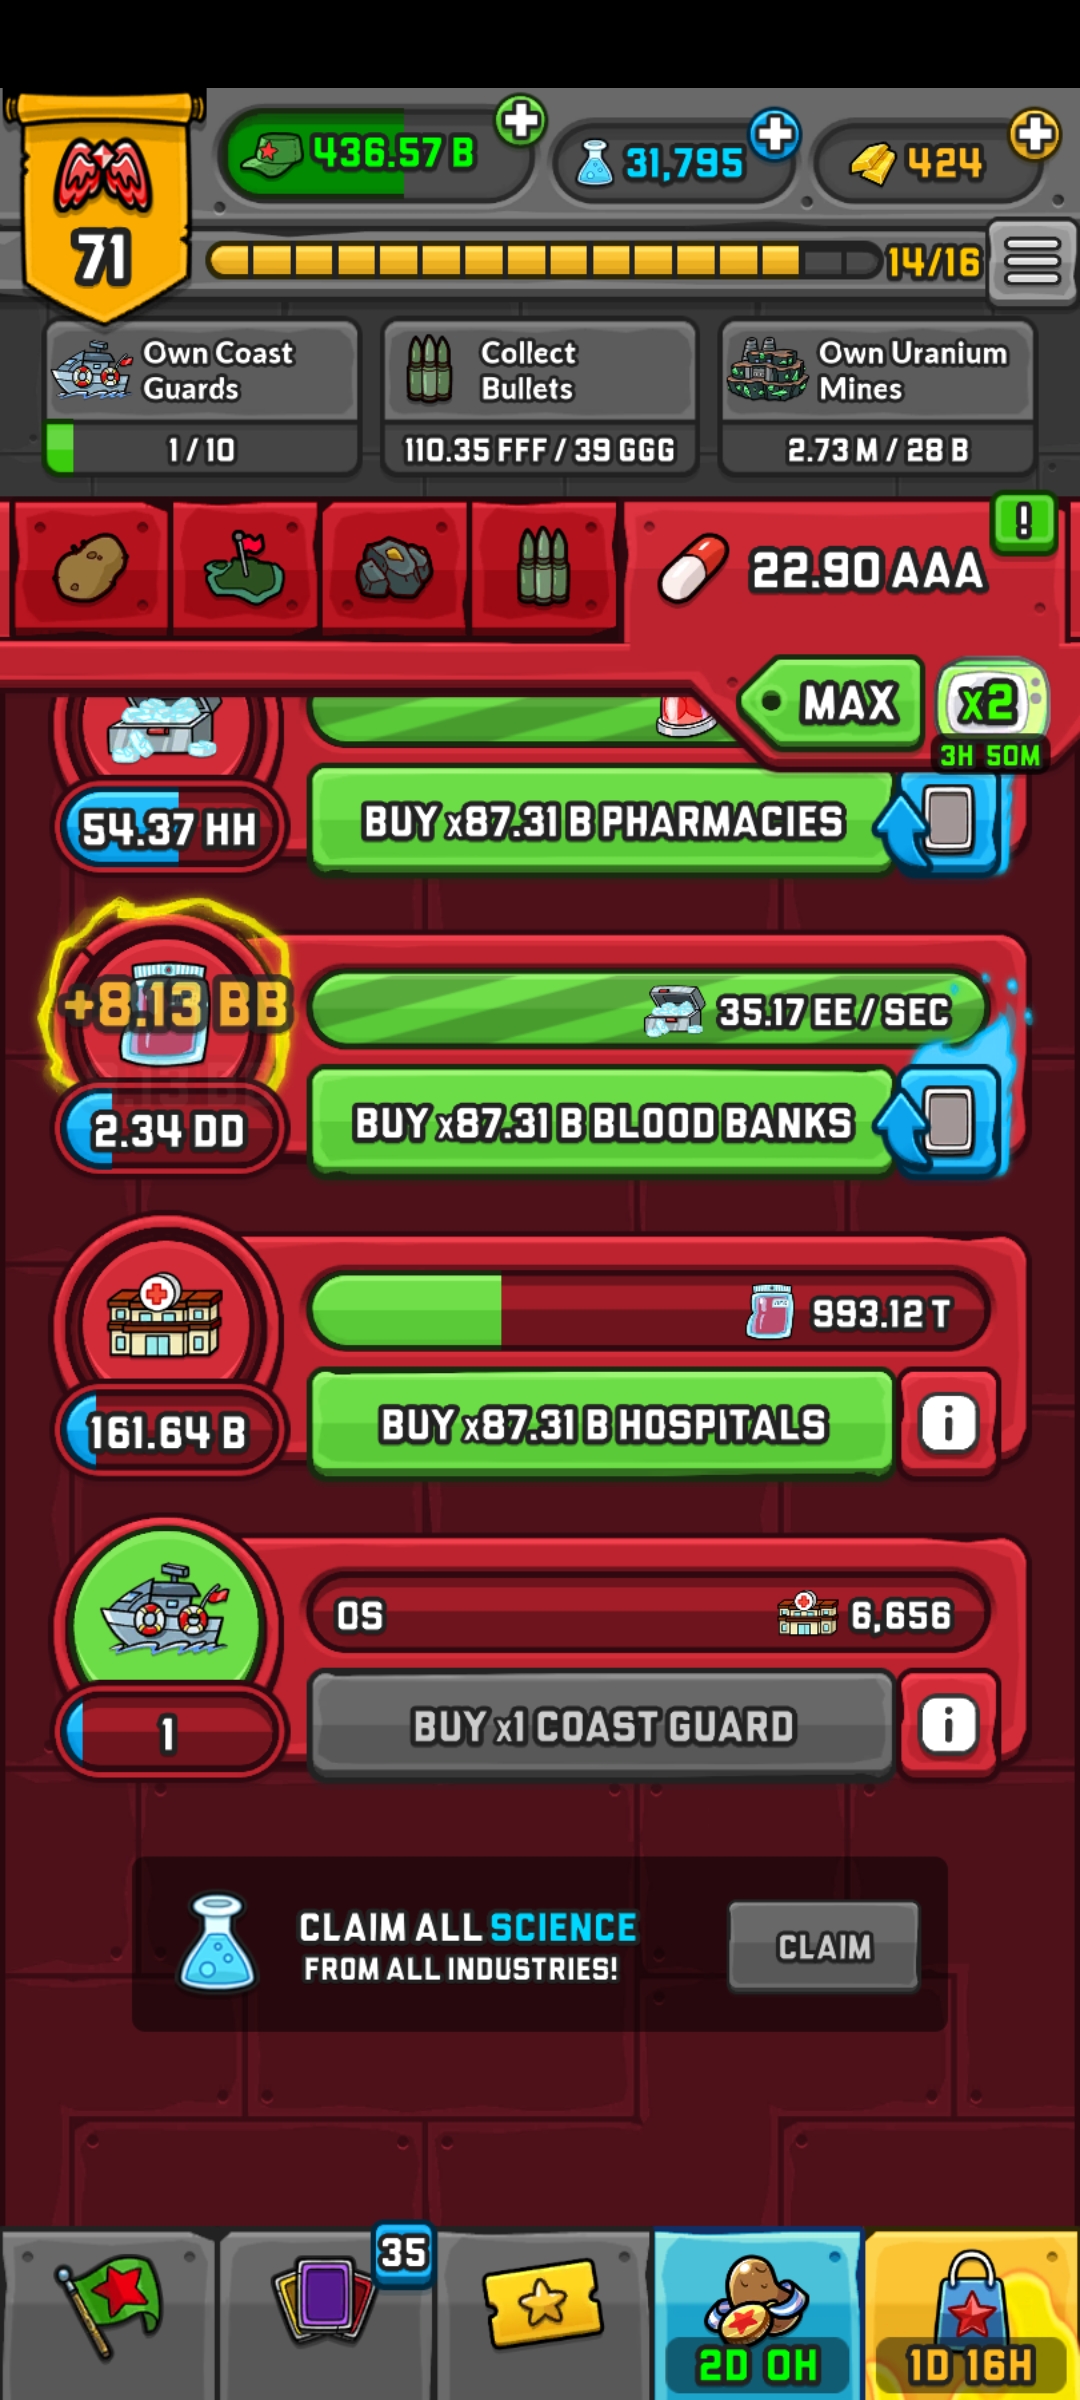 436.57 B
31,795
424
71
14/16
Own Coast
Guards
1/10
Collect
Bullets
110.35 FFF / 39 GGG
Own Uranium
Mines
2.73 M / 28 B
!
22.90 AAA
MAX
x2
3H 50M
54.37 HH
BUY x87.31 B PHARMACIES
+8.13 BB
35.17 EE / SEC
2.34 DD
BUY x87.31 B BLOOD BANKS
993.12 T
161.64 B
BUY x87.31 B HOSPITALS
i
0S
6,656
1
BUY x1 COAST GUARD
i
CLAIM ALL SCIENCE
FROM ALL INDUSTRIES!
CLAIM
35
2D 0H
1D 16H